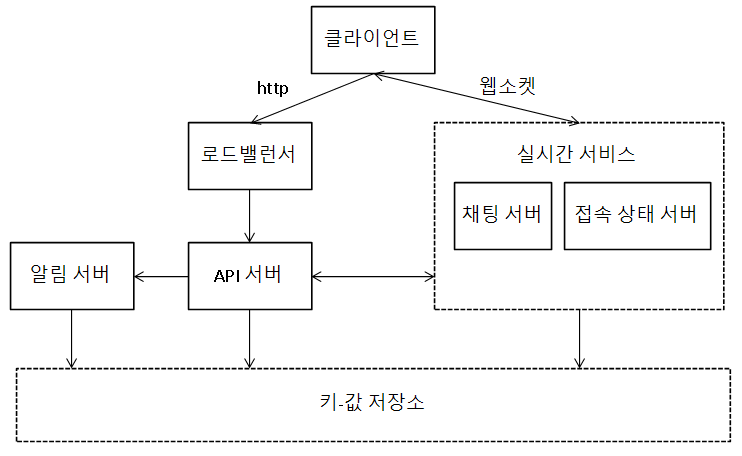 클라이언트
http
웹소켓
로드밸런서
실시간 서비스
채팅 서버
접속 상태 서버
알림 서버
API 서버
키-값 저장소